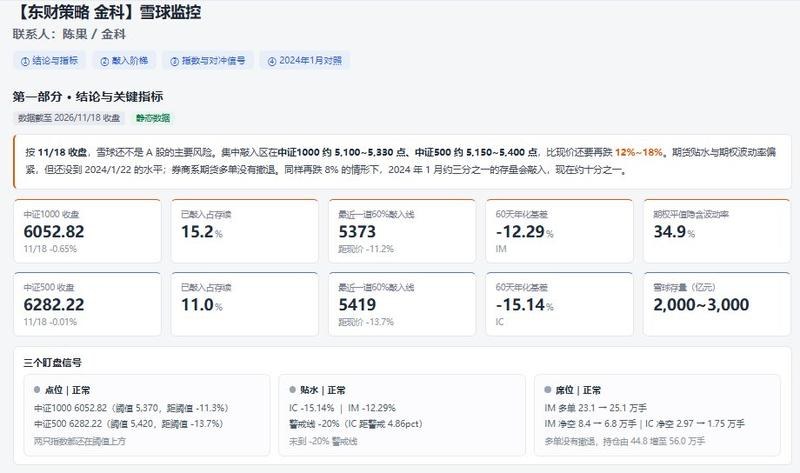 【东财策略 金科】雪球监控
联系人：陈果 / 金科
① 结论与指标 ② 敲入阶梯 ③ 指数与对冲信号 ④ 2024年1月对照
第一部分 · 结论与关键指标
数据截至 2026/11/18 收盘 静态数据
按 11/18 收盘，雪球还不是 A 股的主要风险。集中敲入区在中证1000 约 5,100~5,330 点、中证500 约 5,150~5,400 点，比现价还要再跌 12%~18%。期货贴水与期权波动率偏
紧，但还没到 2024/1/22 的水平；券商系期货多单没有撤退。同样再跌 8% 的情形下，2024 年 1 月约三分之一的存量会敲入，现在约十分之一。
中证1000 收盘
6052.82
11/18 -0.65%
已敲入占存续
15.2%
最近一道60%敲入线
5373
距现价 -11.2%
60天年化基差
-12.29%
IM
期权平值隐含波动率
34.9%
中证500 收盘
6282.22
11/18 -0.01%
已敲入占存续
11.0%
最近一道60%敲入线
5419
距现价 -13.7%
60天年化基差
-15.14%
IC
雪球存量（亿元）
2,000~3,000
三个盯盘信号
点位 | 正常
中证1000 6052.82（阈值 5,370，距阈值 -11.3%）
中证500 6282.22（阈值 5,420，距阈值 -13.7%）
两只指数都还在阈值上方
贴水 | 正常
IC -15.14% | IM -12.29%
警戒线 -20%（IC 距警戒 4.86pct）
未到 -20% 警戒线
席位 | 正常
IM 多单 23.1 → 25.1 万手
IM 净空 8.4 → 6.8 万手 | IC 净空 2.97 → 1.75 万手
多单没有撤退，持仓由 44.8 增至 56.0 万手